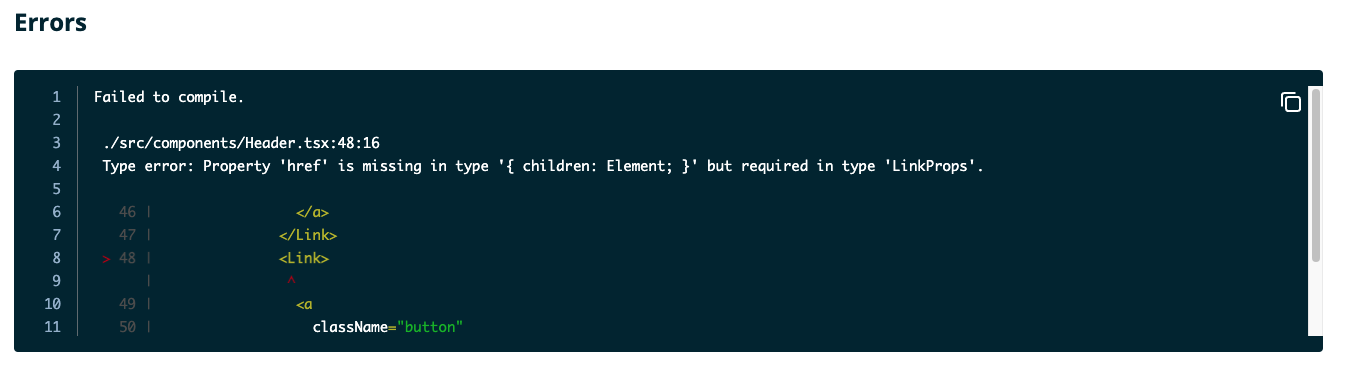 Errors
1 Failed to compile.
2
3 ./src/components/Header.tsx:48:16
4 Type error: Property 'href' is missing in type '{ children: Element; }' but required in type 'LinkProps'.
5
6 46 | </a>
7 47 | </Link>
8 > 48 | <Link>
9 | ^
10 49 | <a
11 50 | className="button"